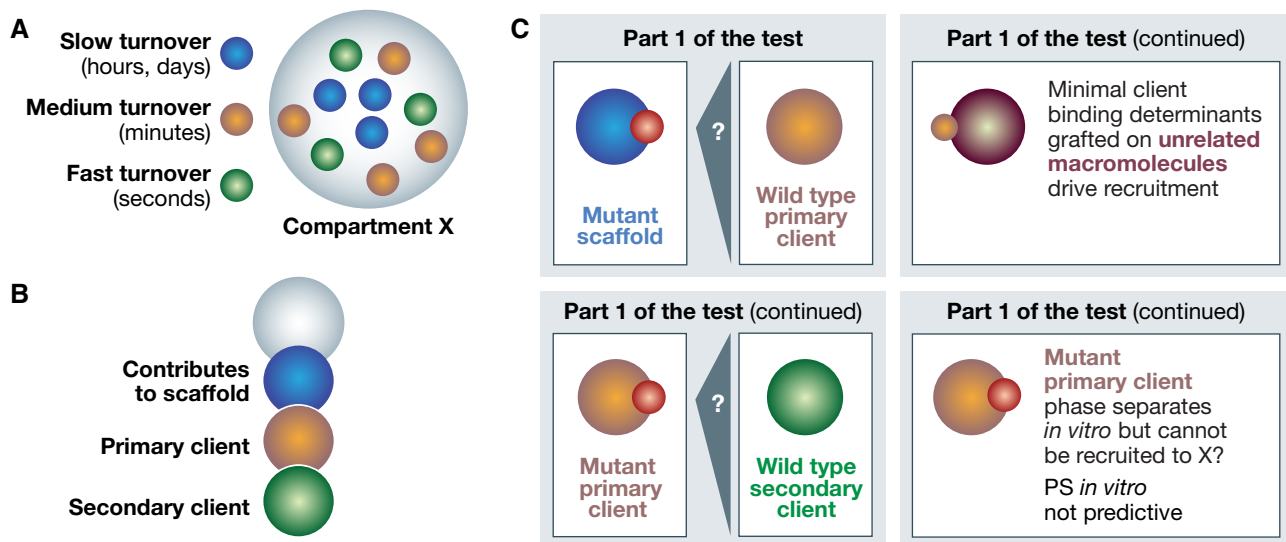 A
Slow turnover
(hours, days)
Medium turnover
(minutes)
Fast turnover
(seconds)
Compartment X
B
Contributes
to scaffold
Primary client
Secondary client
C
Part 1 of the test
?
Mutant
scaffold
Wild type
primary
client
Part 1 of the test (continued)
Minimal client
binding determinants
grafted on unrelated
macromolecules
drive recruitment
Part 1 of the test (continued)
?
Mutant
primary
client
Wild type
secondary
client
Part 1 of the test (continued)
Mutant
primary client
phase separates
in vitro but cannot
be recruited to X?
PS in vitro
not predictive